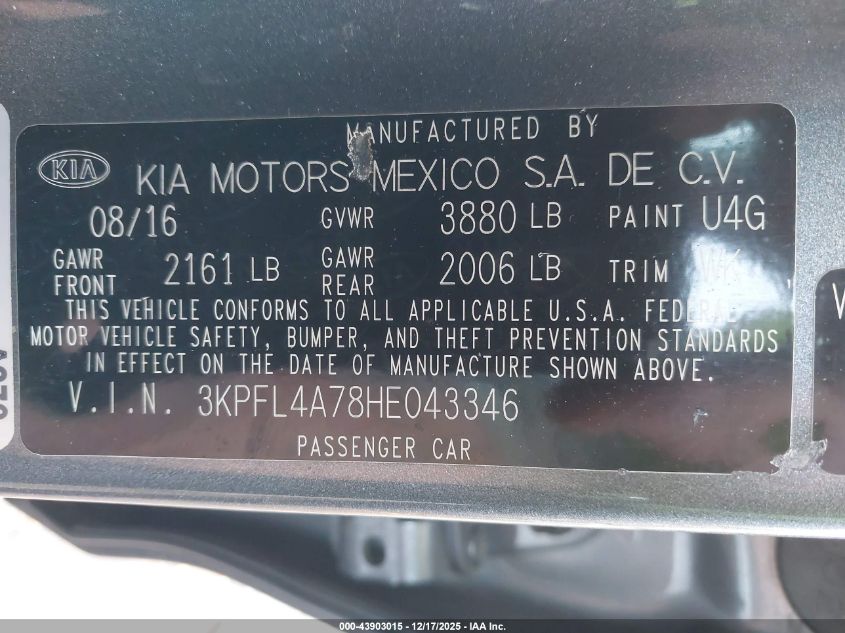 MANUFACTURED BY
KIA KIA MOTORS MEXICO S.A. DE C.V.
08/16 GVWR 3880 LB PAINT U4G
GAWR FRONT 2161 LB GAWR REAR 2006 LB TRIM WK
THIS VEHICLE CONFORMS TO ALL APPLICABLE U.S.A. FEDERAL
MOTOR VEHICLE SAFETY, BUMPER, AND THEFT PREVENTION STANDARDS
IN EFFECT ON THE DATE OF MANUFACTURE SHOWN ABOVE.
V.I.N. 3KPFL4A78HE043346
PASSENGER CAR
000-43903015 - 12/17/2025 - IAA Inc.